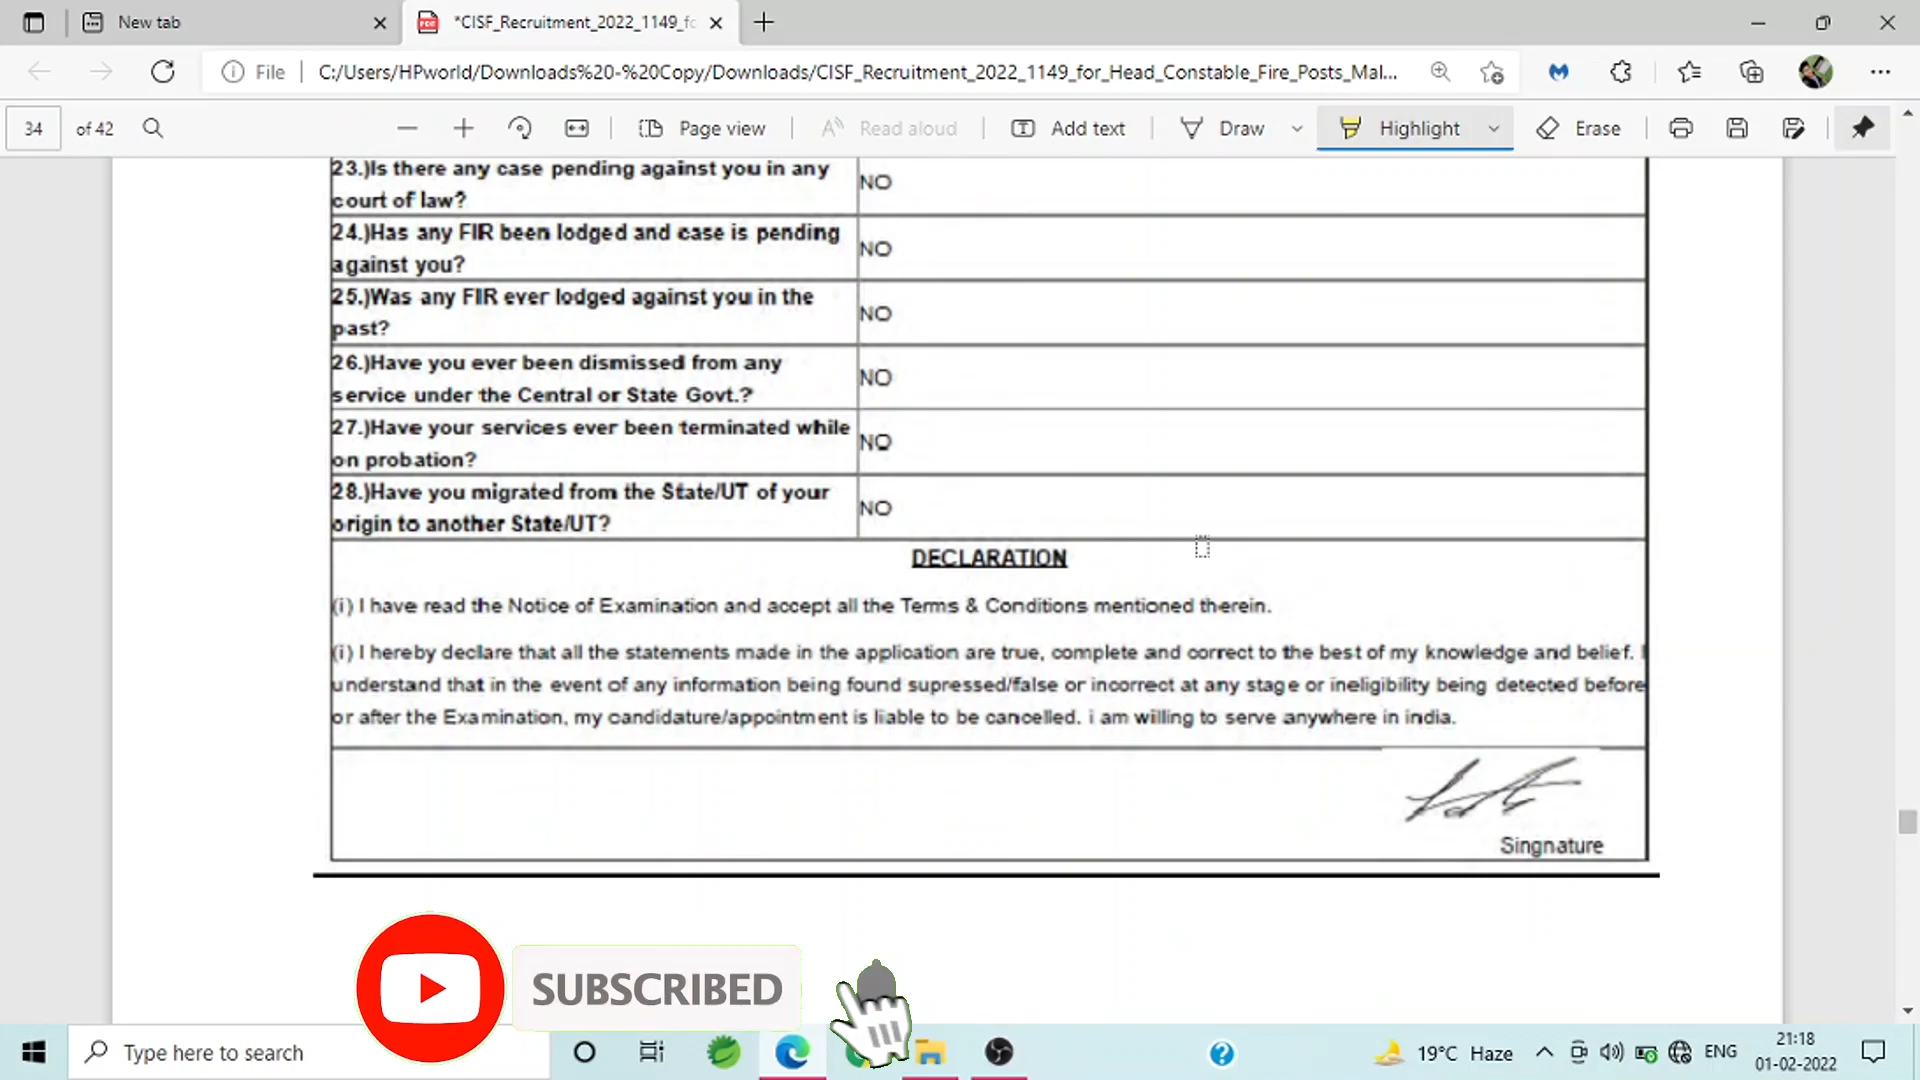 New tab
*CISF_Recruitment_2022_1149_f
File
C:/Users/HPworld/Downloads%20-%20Copy/Downloads/CISF_Recruitment_2022_1149_for_Head_Constable_Fire_Posts_Mal...
34 of 42
Page view
Read aloud
Add text
Draw
Highlight
Erase
23.)Is there any case pending against you in any
court of law?
NO
24.)Has any FIR been lodged and case is pending
against you?
NO
25.)Was any FIR ever lodged against you in the
past?
NO
26.)Have you ever been dismissed from any
service under the Central or State Govt.?
NO
27.)Have your services ever been terminated while
on probation?
NO
28.)Have you migrated from the State/UT of your
origin to another State/UT?
NO
DECLARATION
(i) I have read the Notice of Examination and accept all the Terms & Conditions mentioned therein.
(i) I hereby declare that all the statements made in the application are true, complete and correct to the best of my knowledge and belief. I
understand that in the event of any information being found supressed/false or incorrect at any stage or ineligibility being detected before
or after the Examination, my candidature/appointment is liable to be cancelled. i am willing to serve anywhere in india.
Singnature
SUBSCRIBED
Type here to search
19°C Haze
ENG
21:18
01-02-2022